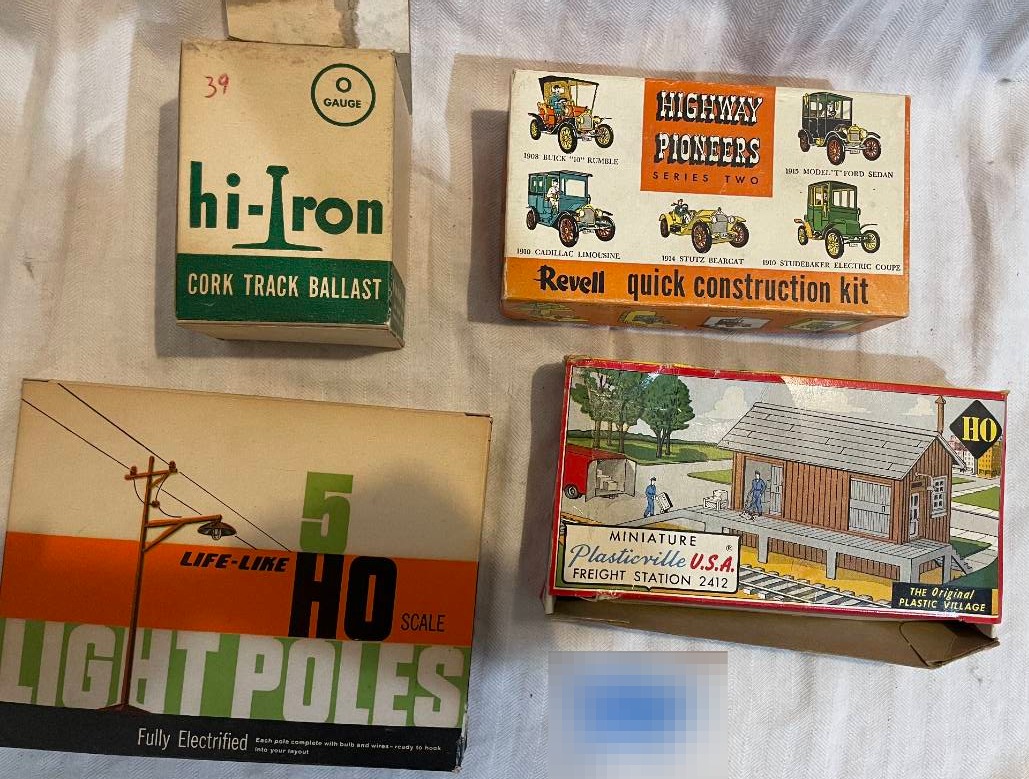 39
O
GAUGE
hi-Iron
CORK TRACK BALLAST
HIGHWAY
PIONEERS
SERIES TWO
1908 BUICK "10" RUMBLE
1915 MODEL "T" FORD SEDAN
1910 CADILLAC LIMOUSINE
1914 STUTZ BEARCAT
1910 STUDEBAKER ELECTRIC COUPE
Revell quick construction kit
5
LIFE-LIKE
HO
SCALE
LIGHT POLES
Fully Electrified
Each pole complete with bulb and wires - ready to hook
into your layout
HO
MINIATURE
Plasticville U.S.A.®
FREIGHT STATION 2412
THE Original
PLASTIC VILLAGE